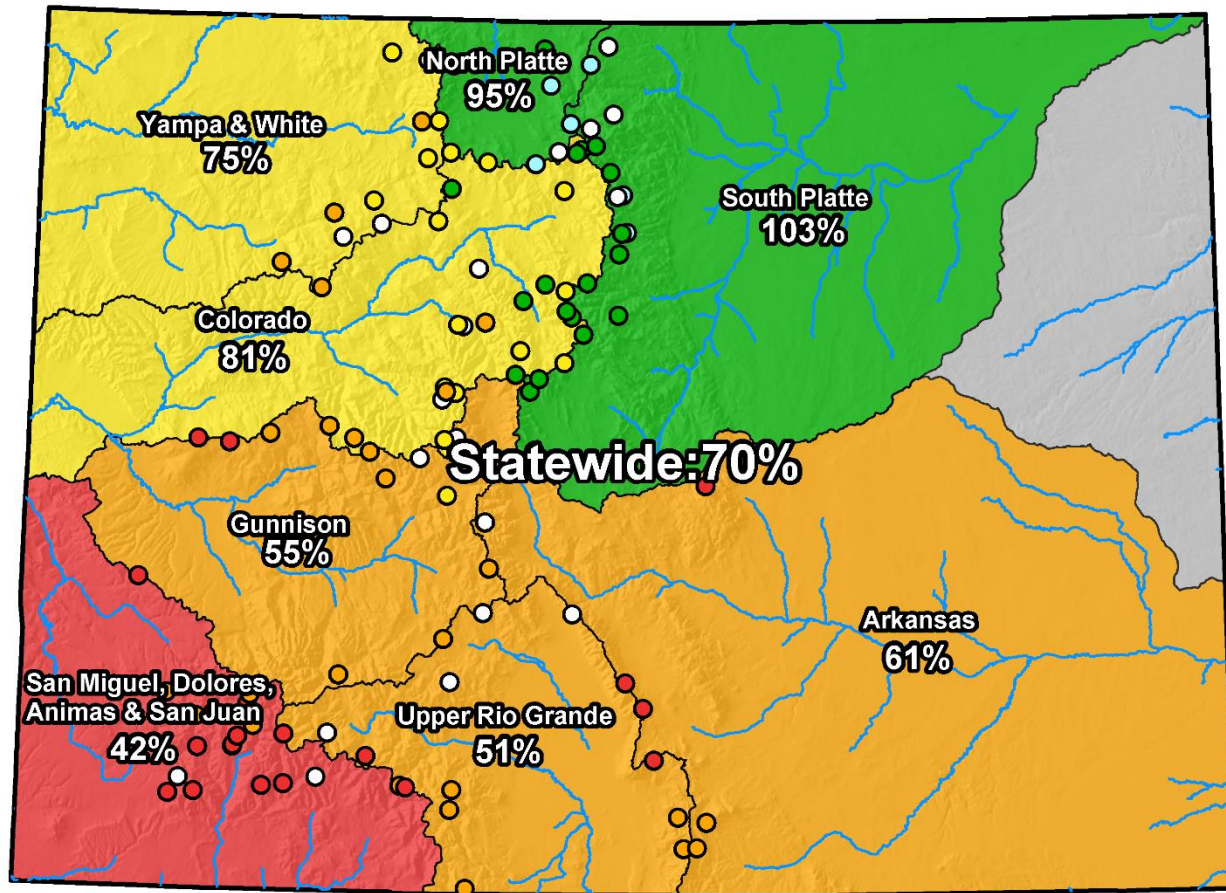 North Platte
95%
Yampa & White
75%
South Platte
103%
Colorado
81%
Statewide:70%
Gunnison
55%
Arkansas
61%
San Miguel, Dolores,
Animas & San Juan
42%
Upper Rio Grande
51%